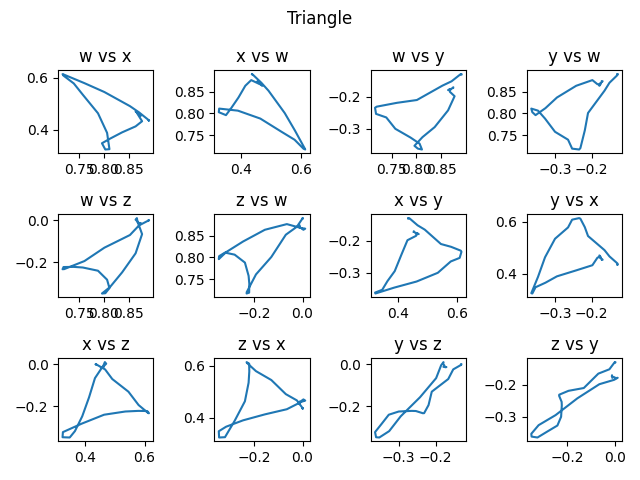 Triangle
w vs x
x vs w
w vs y
y vs w
0.6
0.4
0.75 0.80 0.85
0.85
0.80
0.75
0.4 0.6
−0.2
−0.3
0.75 0.80 0.85
0.85
0.80
0.75
−0.3 −0.2
w vs z
z vs w
x vs y
y vs x
0.0
−0.2
0.75 0.80 0.85
0.85
0.80
0.75
−0.2 0.0
−0.2
−0.3
0.4 0.6
0.6
0.4
−0.3 −0.2
x vs z
z vs x
y vs z
z vs y
0.0
−0.2
0.4 0.6
0.6
0.4
−0.2 0.0
0.0
−0.2
−0.3 −0.2
−0.2
−0.3
−0.2 0.0